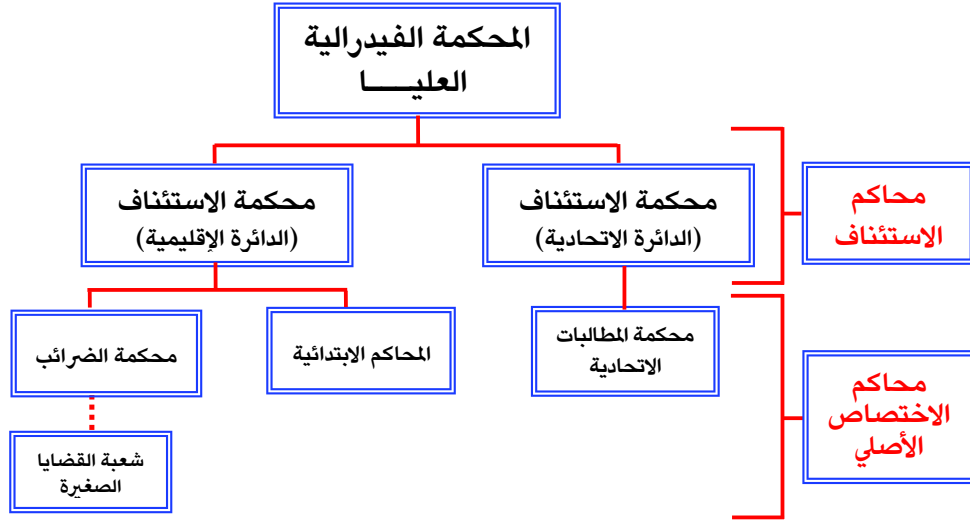 المحكمة الفيدرالية
العليـــــا
محكمة الاستئناف
(الدائرة الإقليمية)
محكمة الاستئناف
(الدائرة الاتحادية)
محاكم
الاستئناف
محكمة الضرائب
المحاكم الابتدائية
محكمة المطالبات
الاتحادية
محاكم
الاختصاص
الأصلي
شعبة القضايا
الصغيرة